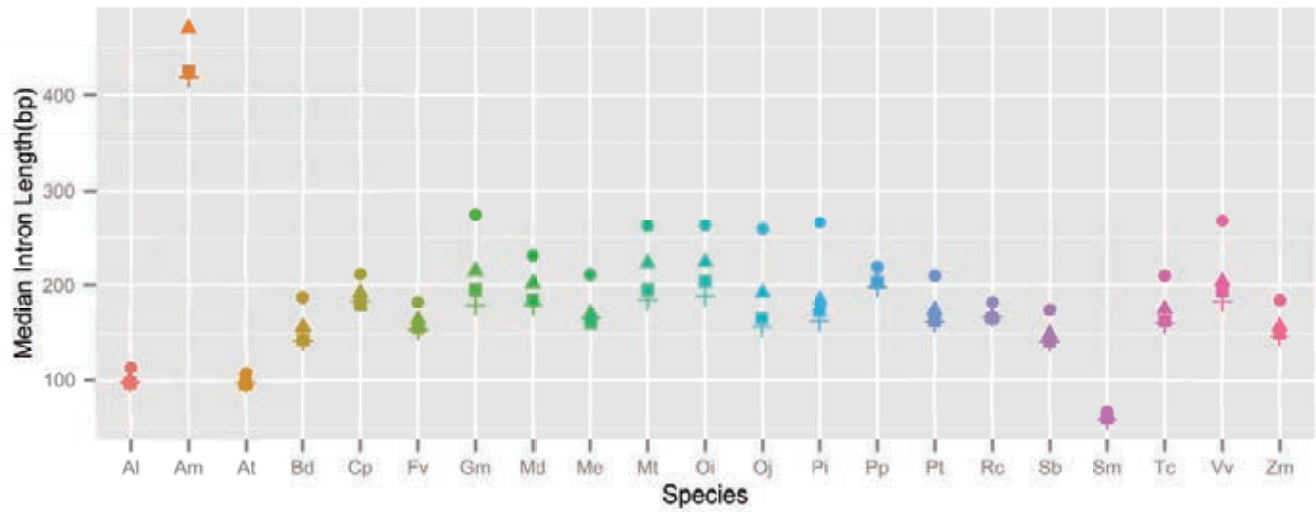 Median Intron Length(bp)
400
300
200
100
Al Am At Bd Cp Fv Gm Md Me Mt Oi Oj Pi Pp Pt Rc Sb Sm Tc Vv Zm
Species